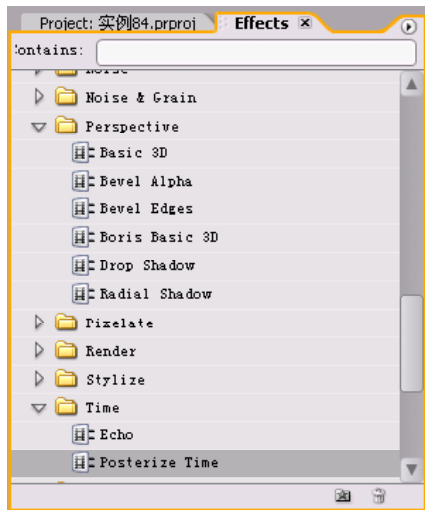 Project: 实例84.prproj Effects
ontains:
Noise & Grain
Perspective
Basic 3D
Bevel Alpha
Bevel Edges
Boris Basic 3D
Drop Shadow
Radial Shadow
Pixelate
Render
Stylize
Time
Echo
Posterize Time